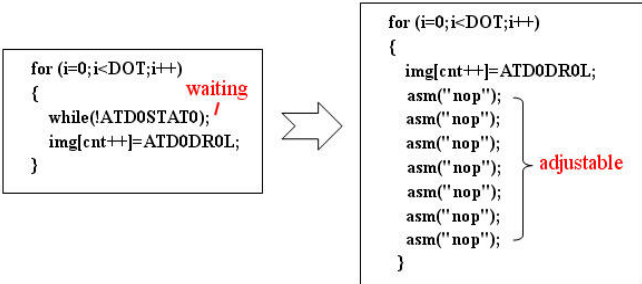 for (i=0;i<DOT;i++)
{
waiting
while(!ATD0STAT0);
img[cnt++]=ATD0DR0L;
}
for (i=0;i<DOT;i++)
{
img[cnt++]=ATD0DR0L;
asm("nop");
asm("nop");
asm("nop");
asm("nop");
adjustable
asm("nop");
asm("nop");
asm("nop");
}